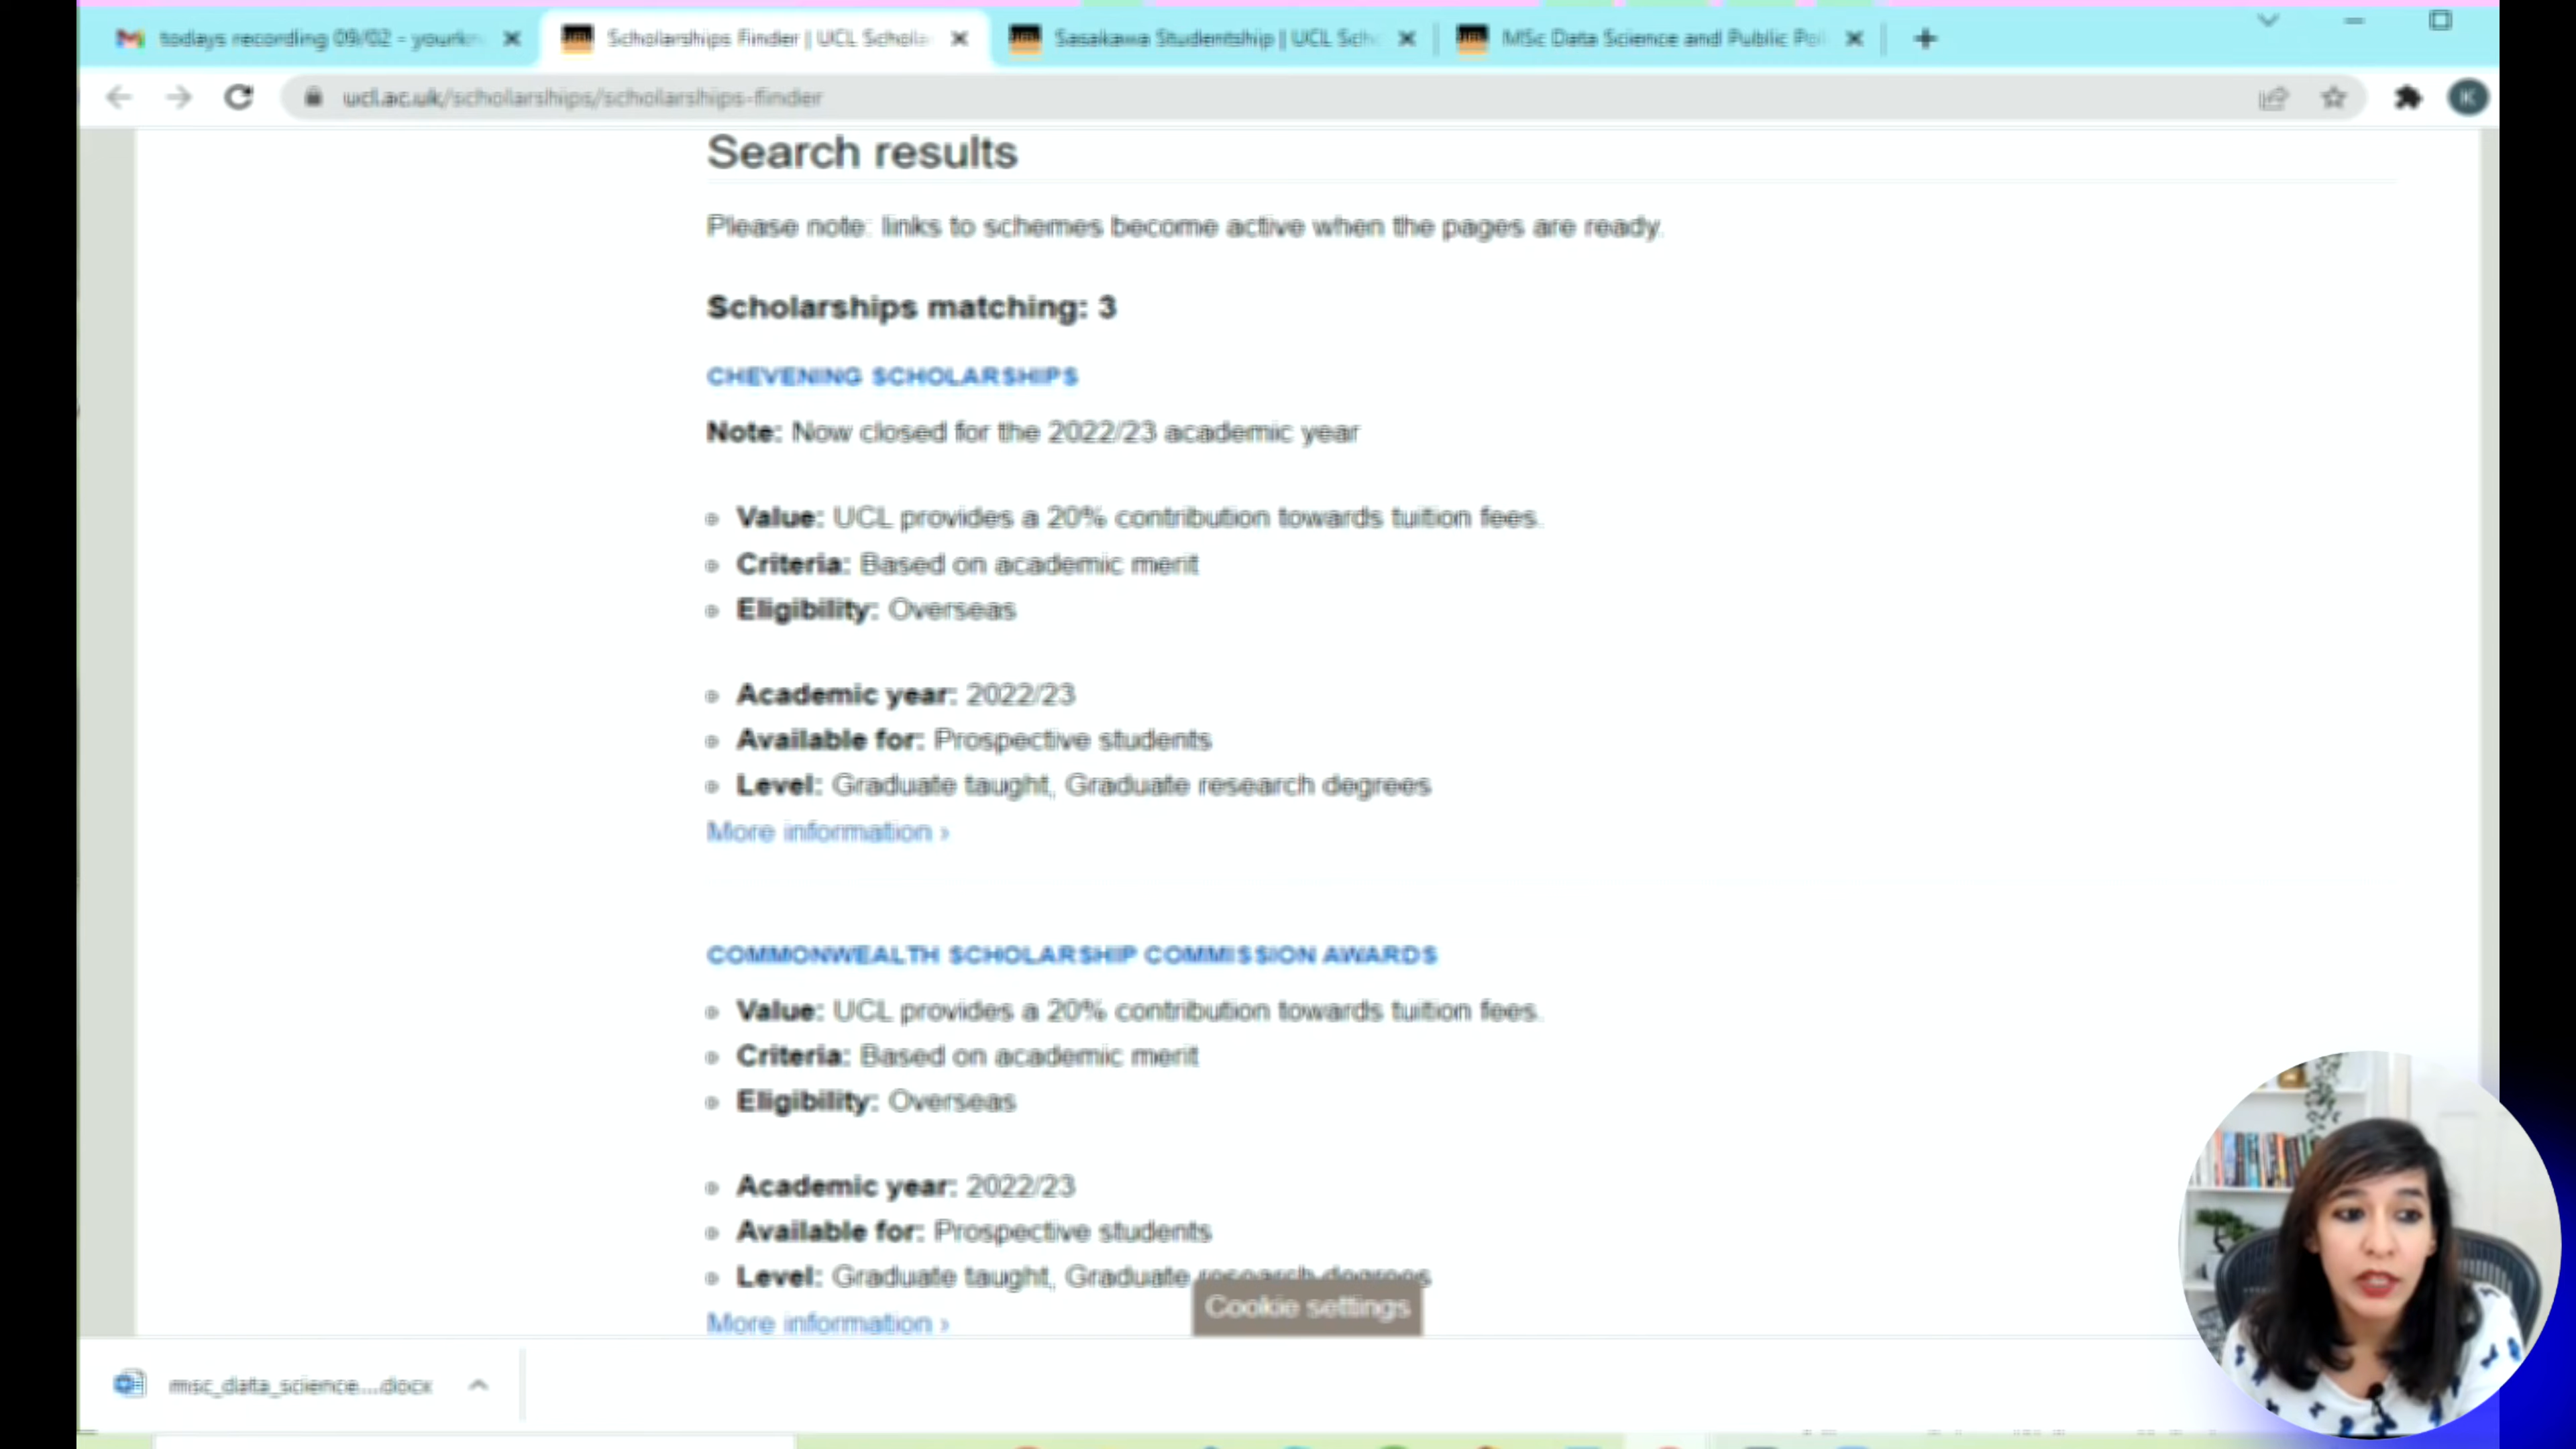 todays recording 09/02 - yourkn
Scholarships Finder | UCL Schola
Sasakawa Studentship | UCL Sch
MSc Data Science and Public Pol
ucl.ac.uk/scholarships/scholarships-finder
K
Search results
Please note: links to schemes become active when the pages are ready.
Scholarships matching: 3
CHEVENING SCHOLARSHIPS
Note: Now closed for the 2022/23 academic year
Value: UCL provides a 20% contribution towards tuition fees.
Criteria: Based on academic merit
Eligibility: Overseas
Academic year: 2022/23
Available for: Prospective students
Level: Graduate taught, Graduate research degrees
More information ›
COMMONWEALTH SCHOLARSHIP COMMISSION AWARDS
Value: UCL provides a 20% contribution towards tuition fees.
Criteria: Based on academic merit
Eligibility: Overseas
Academic year: 2022/23
Available for: Prospective students
Level: Graduate taught, Graduate research degrees
Cookie settings
More information ›
msc_data_science....docx